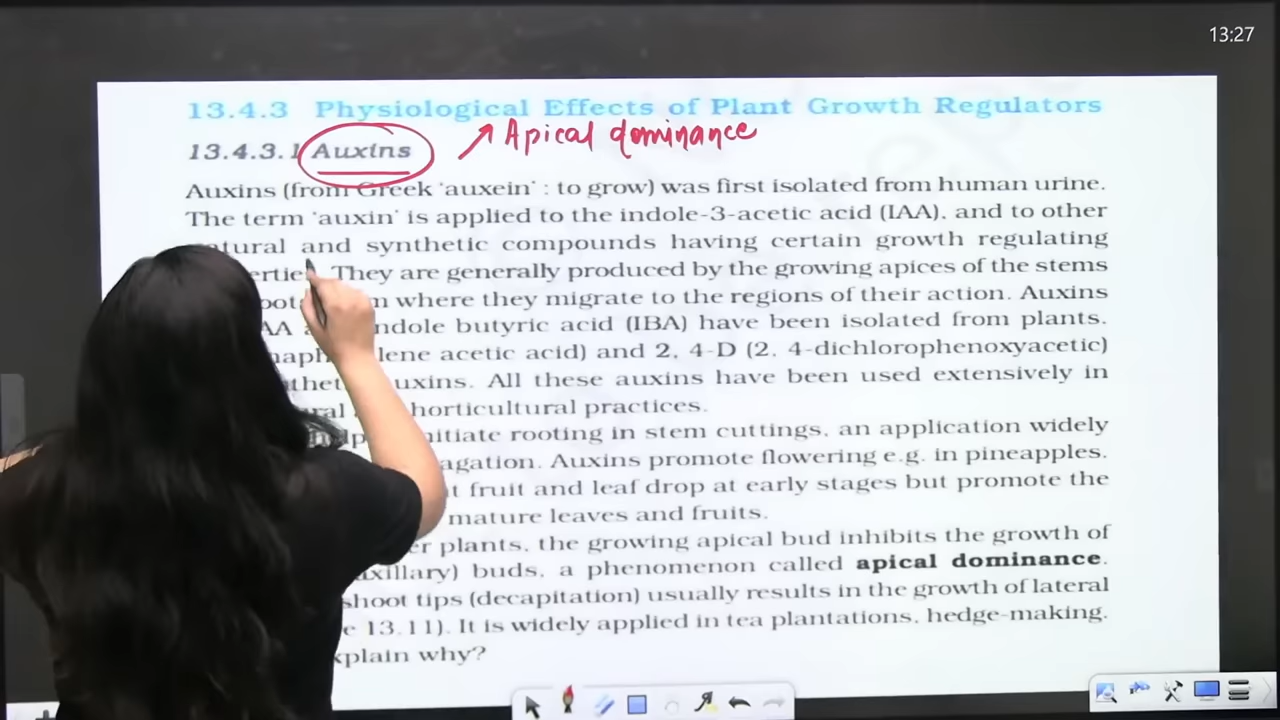 13:27
13.4.3 Physiological Effects of Plant Growth Regulators
Apical dominance
13.4.3.1 Auxins
Auxins (from Greek 'auxein' : to grow) was first isolated from human urine.
The term 'auxin' is applied to the indole-3-acetic acid (IAA), and to other
and synthetic compounds having certain growth regulating
They are generally produced by the growing apices of the stems
where they migrate to the regions of their action. Auxins
butyric acid (IBA) have been isolated from plants.
acetic acid) and 2, 4-D (2, 4-dichlorophenoxyacetic)
All these auxins have been used extensively in
horticultural practices.
rooting in stem cuttings, an application widely
Auxins promote flowering e.g. in pineapples.
fruit and leaf drop at early stages but promote the
mature leaves and fruits.
plants, the growing apical bud inhibits the growth of
buds, a phenomenon called apical dominance.
shoot tips (decapitation) usually results in the growth of lateral
13.11). It is widely applied in tea plantations, hedge-making.
why?